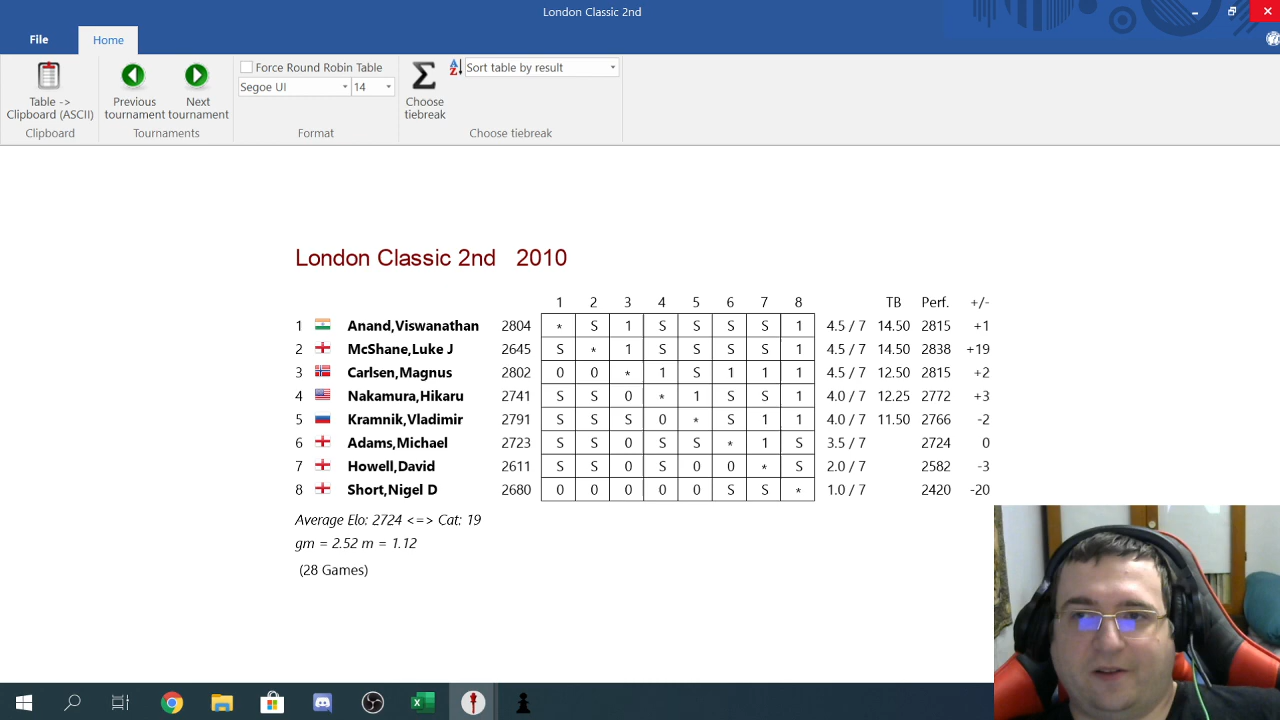 London Classic 2nd
File Home
Force Round Robin Table Sort table by result
Segoe UI 14
Table -> Previous Next Choose
Clipboard (ASCII) tournament tournament tiebreak
Clipboard Tournaments Format Choose tiebreak
London Classic 2nd 2010
1 2 3 4 5 6 7 8 TB Perf. +/-
1 Anand,Viswanathan 2804 * S 1 S S S S 1 4.5 / 7 14.50 2815 +1
2 McShane,Luke J 2645 S * 1 S S S S 1 4.5 / 7 14.50 2838 +19
3 Carlsen,Magnus 2802 0 0 * 1 S 1 1 1 4.5 / 7 12.50 2815 +2
4 Nakamura,Hikaru 2741 S S 0 * 1 S S 1 4.0 / 7 12.25 2772 +3
5 Kramnik,Vladimir 2791 S S S 0 * S 1 1 4.0 / 7 11.50 2766 -2
6 Adams,Michael 2723 S S 0 S S * 1 S 3.5 / 7 2724 0
7 Howell,David 2611 S S 0 S 0 0 * S 2.0 / 7 2582 -3
8 Short,Nigel D 2680 0 0 0 0 0 S S * 1.0 / 7 2420 -20
Average Elo: 2724 <=> Cat: 19
gm = 2.52 m = 1.12
(28 Games)